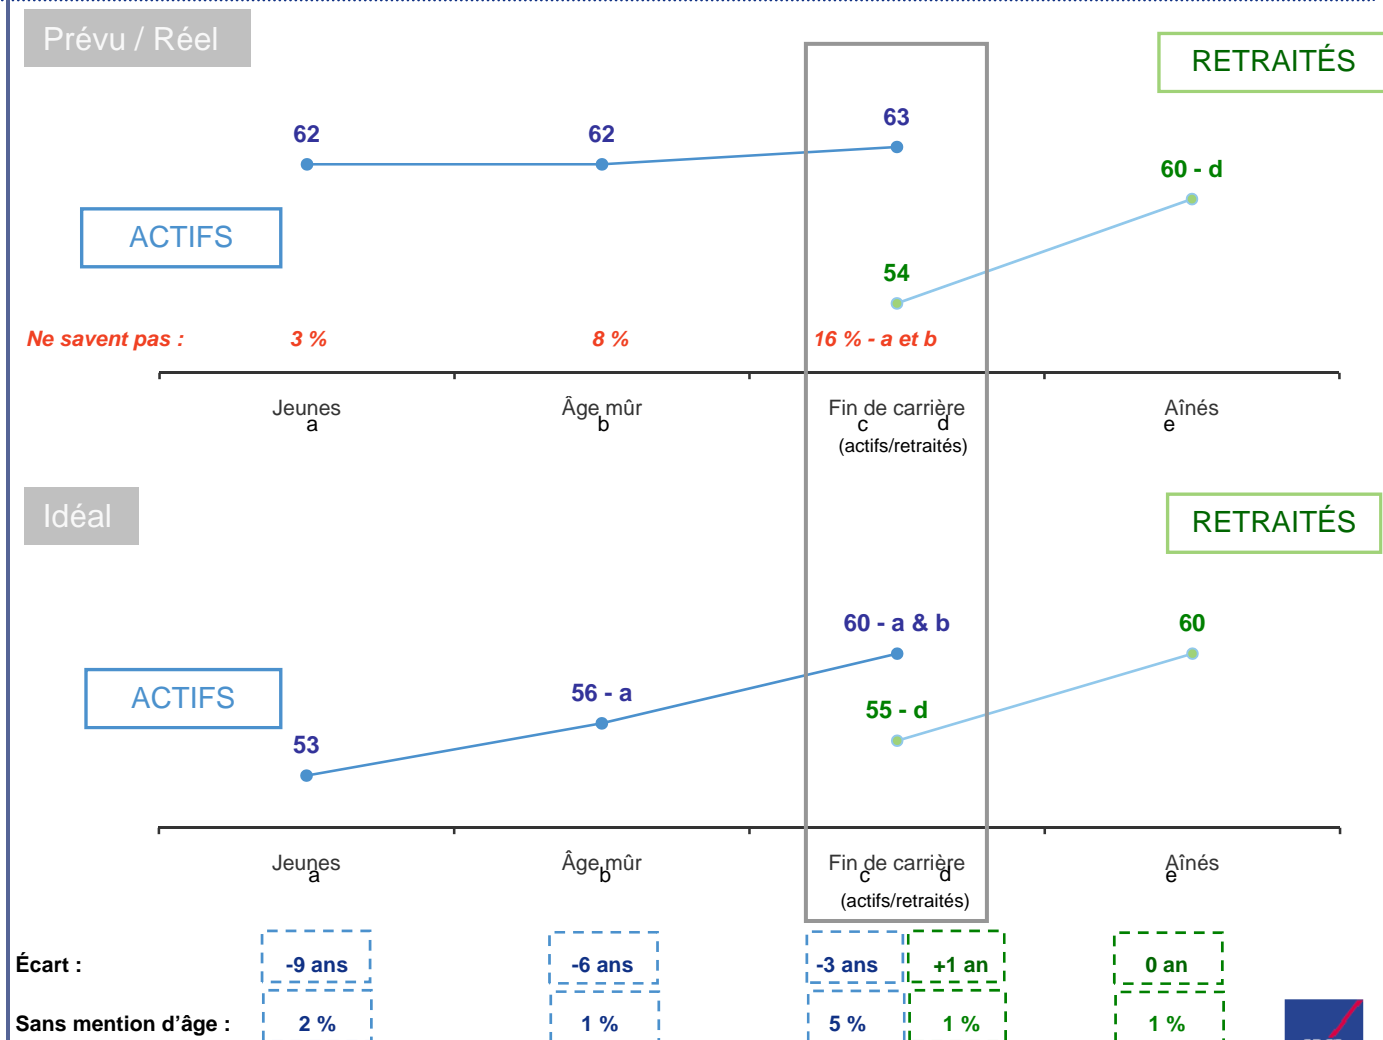 Prévu / Réel
RETRAITÉS
62
62
63
60 - d
ACTIFS
54
Ne savent pas :
3 %
8 %
16 % - a et b
Jeunes
Âge mûr
Fin de carrière
Aînés
a
b
c
d
e
(actifs/retraités)
Idéal
RETRAITÉS
60 - a & b
60
ACTIFS
56 - a
55 - d
53
Jeunes
Âge mûr
Fin de carrière
Aînés
a
b
c
d
e
(actifs/retraités)
Écart :
-9 ans
-6 ans
-3 ans
+1 an
0 an
Sans mention d'âge :
2 %
1 %
5 %
1 %
1 %